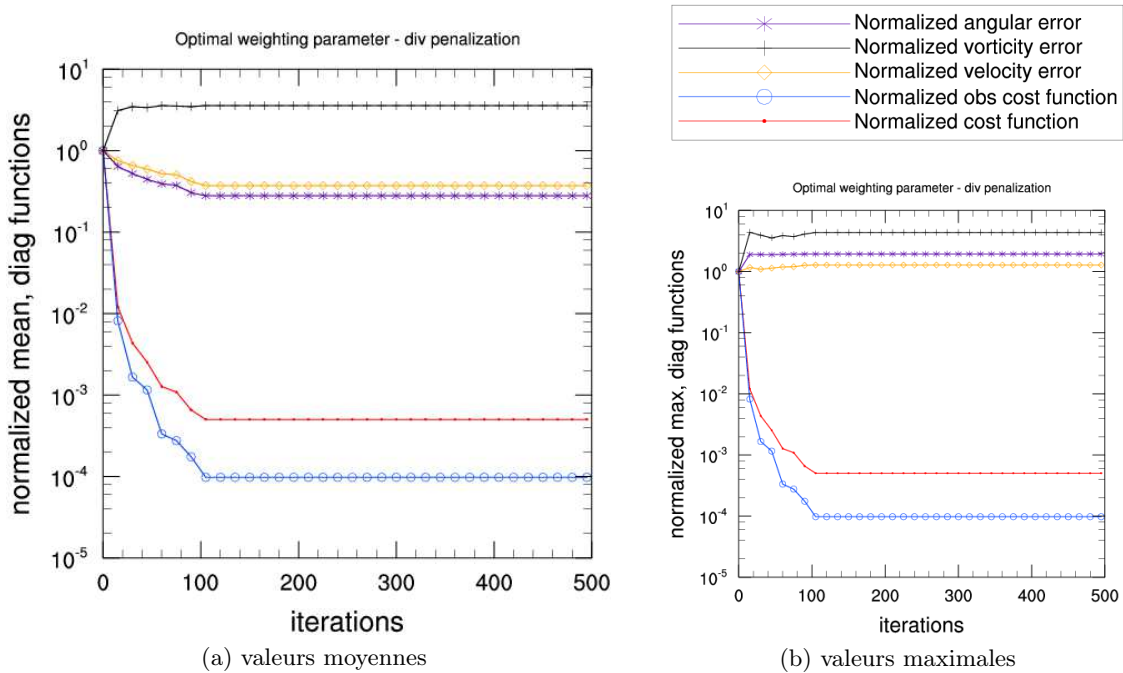 Normalized angular error
Normalized vorticity error
Normalized velocity error
Normalized obs cost function
Normalized cost function
Optimal weighting parameter - div penalization
normalized mean, diag functions
10^1
10^0
10^-1
10^-2
10^-3
10^-4
10^-5
0 100 200 300 400 500
iterations
(a) valeurs moyennes
Optimal weighting parameter - div penalization
normalized max, diag functions
10^1
10^0
10^-1
10^-2
10^-3
10^-4
10^-5
0 100 200 300 400 500
iterations
(b) valeurs maximales